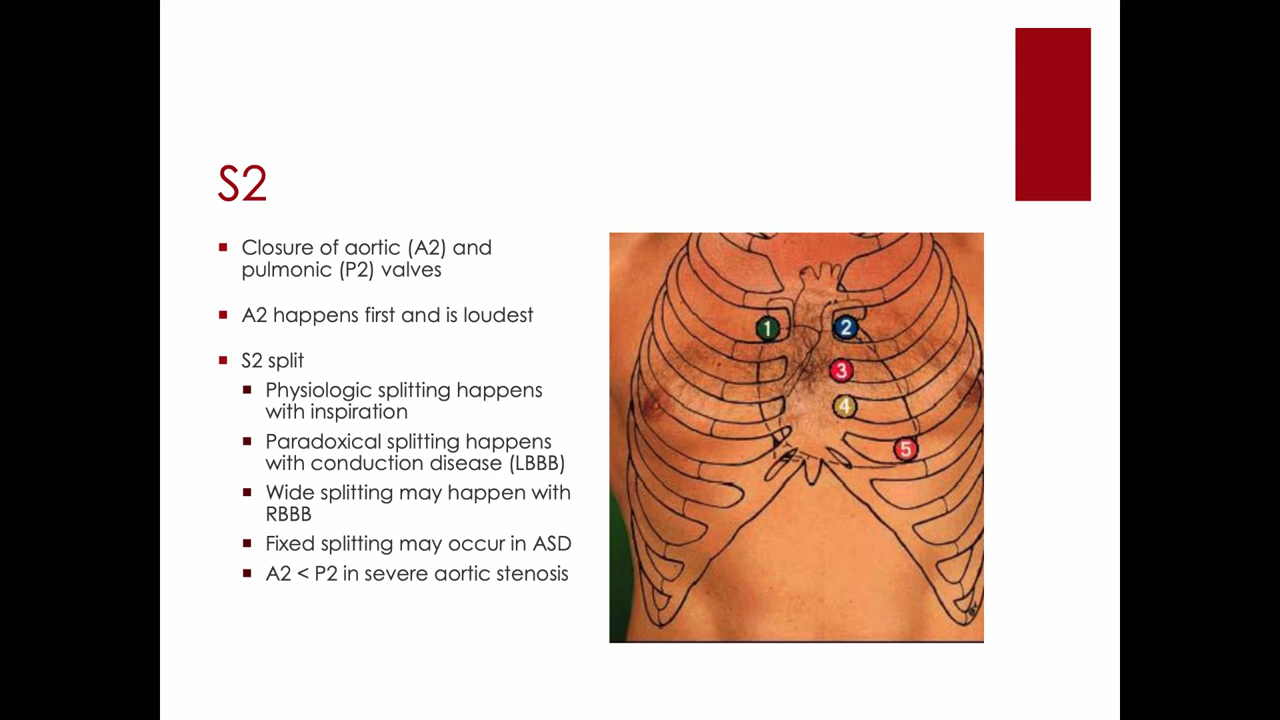 S2
▪ Closure of aortic (A2) and
pulmonic (P2) valves
▪ A2 happens first and is loudest
▪ S2 split
▪ Physiologic splitting happens
with inspiration
▪ Paradoxical splitting happens
with conduction disease (LBBB)
▪ Wide splitting may happen with
RBBB
▪ Fixed splitting may occur in ASD
▪ A2 < P2 in severe aortic stenosis
1
2
3
4
5